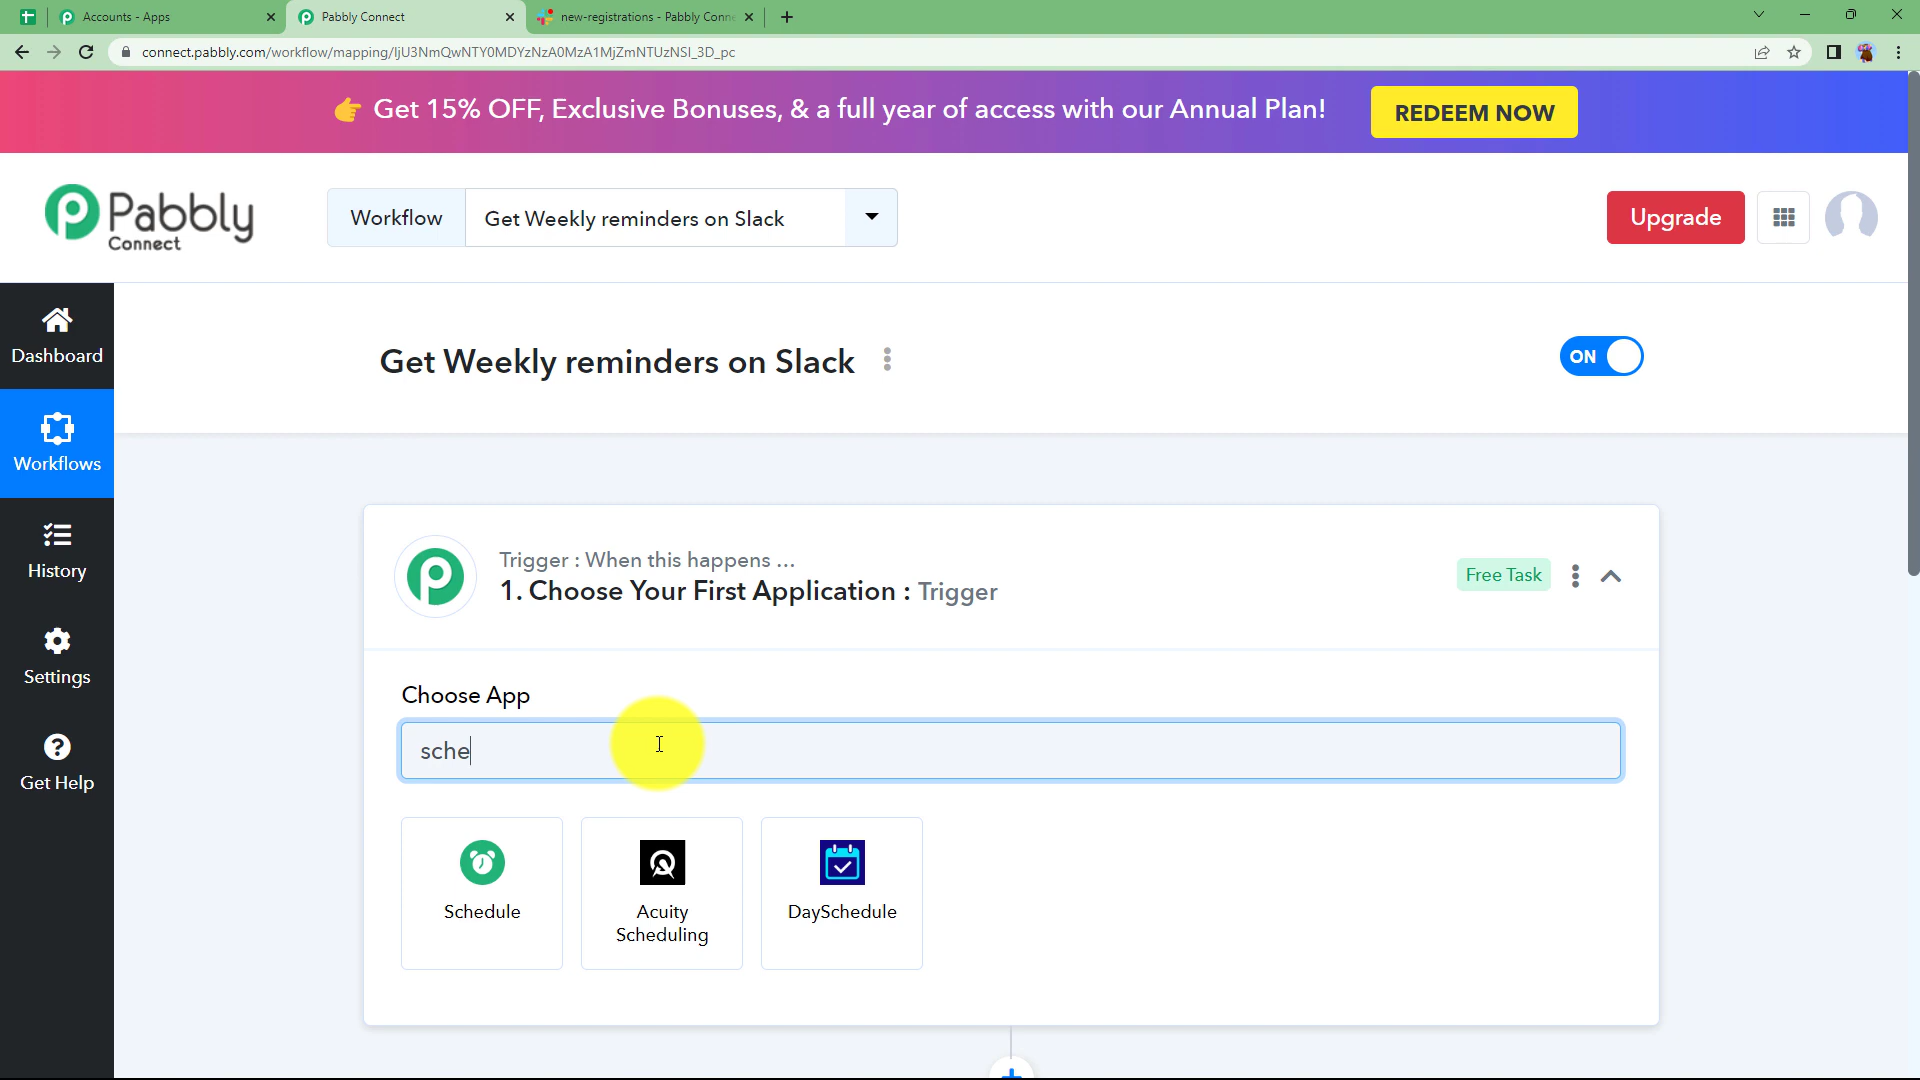 Accounts - Apps
Pabbly Connect
new-registrations - Pabbly Conne
connect.pabbly.com/workflow/mapping/IjU3NmQwNTY0MDYzNzA0MzA1MjZmNTUzNSI_3D_pc
👉 Get 15% OFF, Exclusive Bonuses, & a full year of access with our Annual Plan!
REDEEM NOW
Pabbly
Connect
Workflow
Get Weekly reminders on Slack
Upgrade
Dashboard
Workflows
History
Settings
Get Help
Get Weekly reminders on Slack
ON
Trigger : When this happens ...
1. Choose Your First Application : Trigger
Free Task
Choose App
sche
Schedule
Acuity
Scheduling
DaySchedule